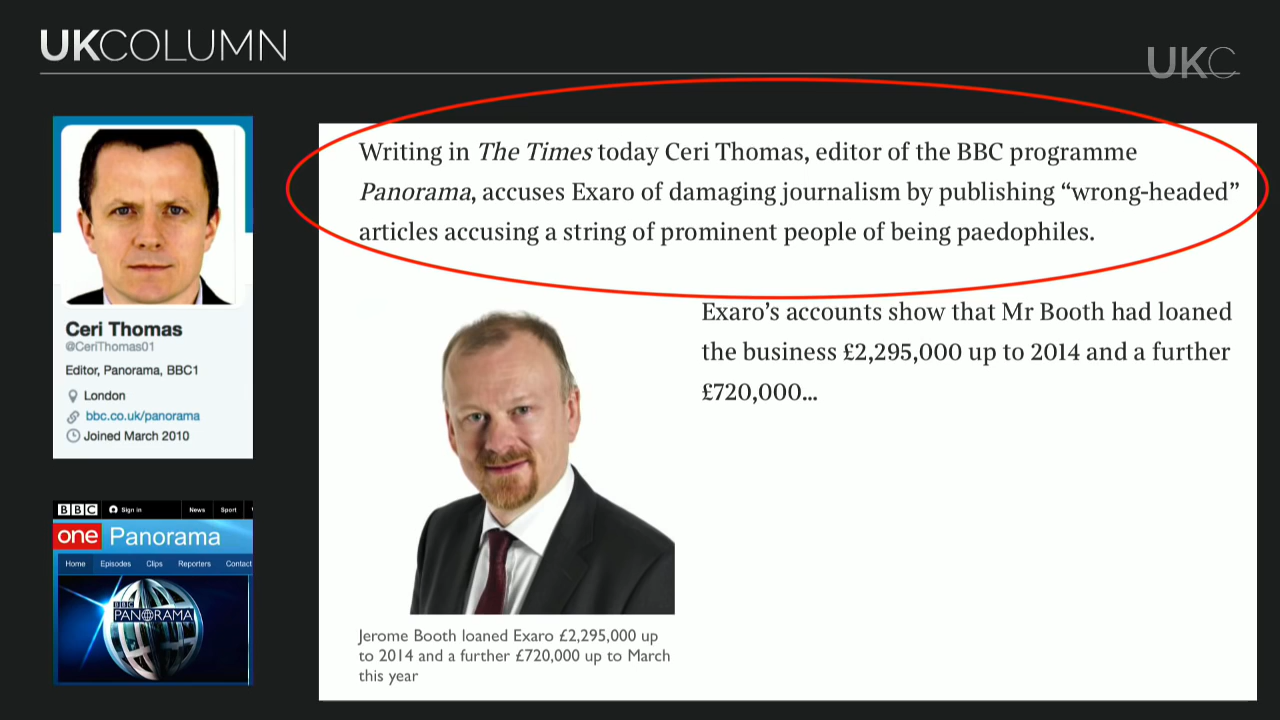 UKCOLUMN
UKC
Ceri Thomas
@CeriThomas01
Editor, Panorama, BBC1
London
bbc.co.uk/panorama
Joined March 2010
BBC Sign in News Sport
one Panorama
Home Episodes Clips Reporters Contact
BBC
PANORAMA
Writing in The Times today Ceri Thomas, editor of the BBC programme
Panorama, accuses Exaro of damaging journalism by publishing “wrong-headed”
articles accusing a string of prominent people of being paedophiles.
Exaro’s accounts show that Mr Booth had loaned
the business £2,295,000 up to 2014 and a further
£720,000...
Jerome Booth loaned Exaro £2,295,000 up
to 2014 and a further £720,000 up to March
this year